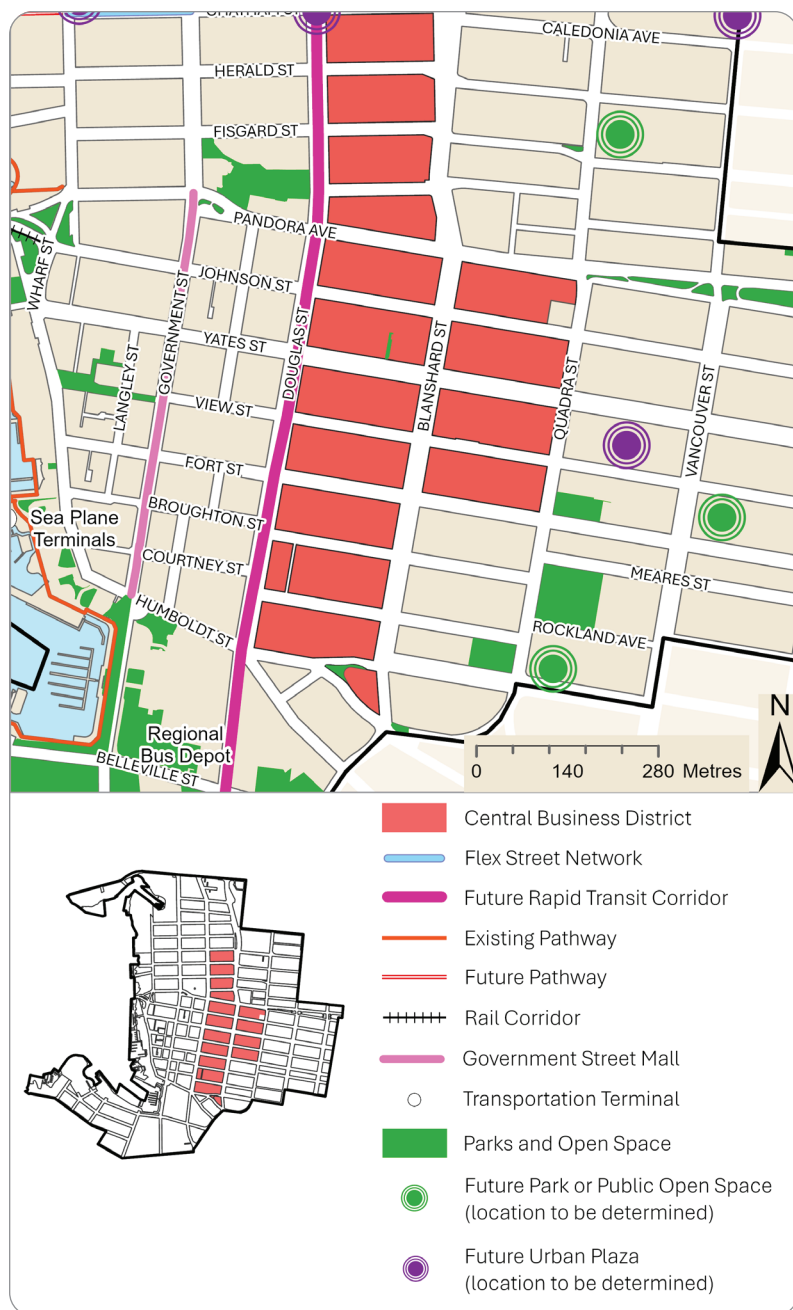 CALEDONIA AVE
HERALD ST
FISGARD ST
PANDORA AVE
WHARF ST
JOHNSON ST
GOVERNMENT ST
DOUGLAS ST
YATES ST
LANGLEY ST
BLANSHARD ST
QUADRA ST
VANCOUVER ST
VIEW ST
FORT ST
BROUGHTON ST
Sea Plane
Terminals
COURTNEY ST
MEARES ST
HUMBOLDT ST
ROCKLAND AVE
N
Regional
Bus Depot
BELLEVILLE ST
0 140 280 Metres
Central Business District
Flex Street Network
Future Rapid Transit Corridor
Existing Pathway
Future Pathway
Rail Corridor
Government Street Mall
Transportation Terminal
Parks and Open Space
Future Park or Public Open Space
(location to be determined)
Future Urban Plaza
(location to be determined)